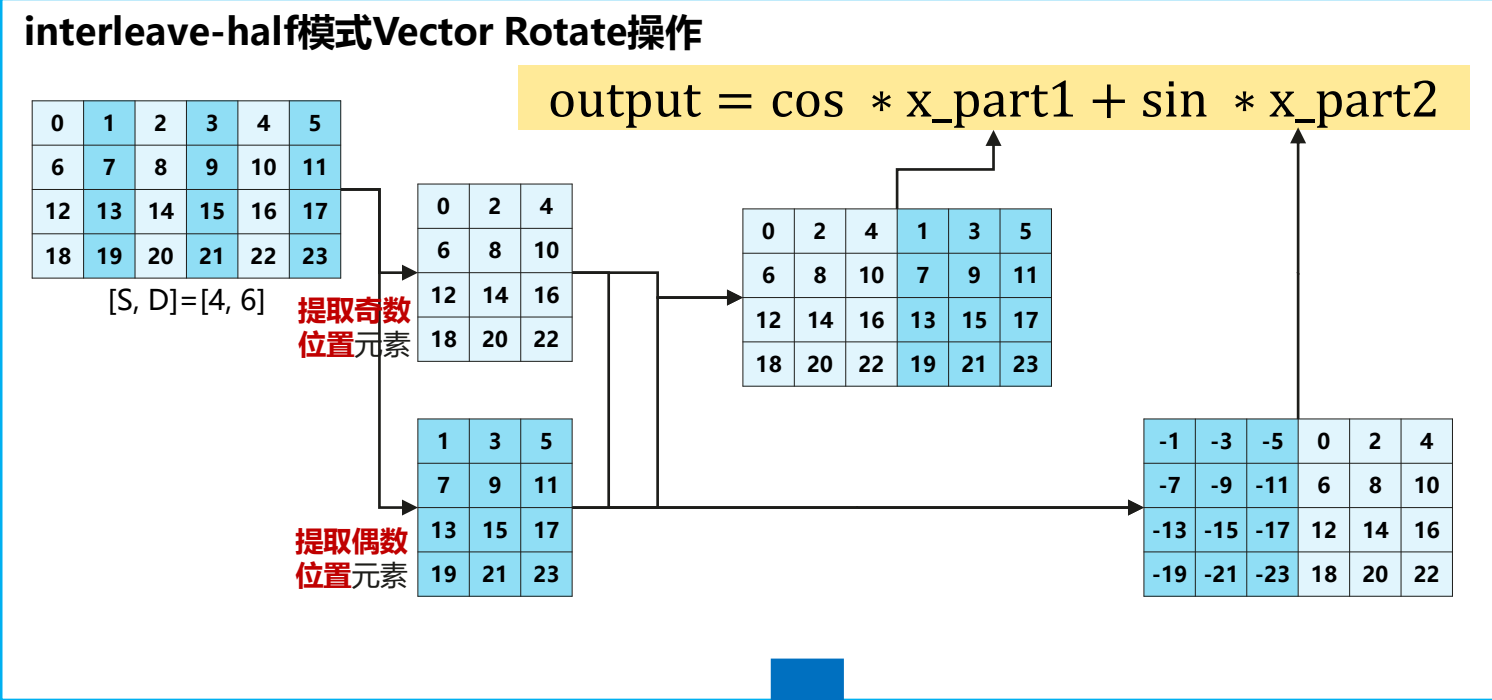 interleave-half模式Vector Rotate操作
output = cos ∗ x_part1 + sin ∗ x_part2
0 1 2 3 4 5
6 7 8 9 10 11
12 13 14 15 16 17
18 19 20 21 22 23
[S, D]=[4, 6]
提取奇数
位置元素
0 2 4
6 8 10
12 14 16
18 20 22
0 2 4 1 3 5
6 8 10 7 9 11
12 14 16 13 15 17
18 20 22 19 21 23
提取偶数
位置元素
1 3 5
7 9 11
13 15 17
19 21 23
-1 -3 -5 0 2 4
-7 -9 -11 6 8 10
-13 -15 -17 12 14 16
-19 -21 -23 18 20 22